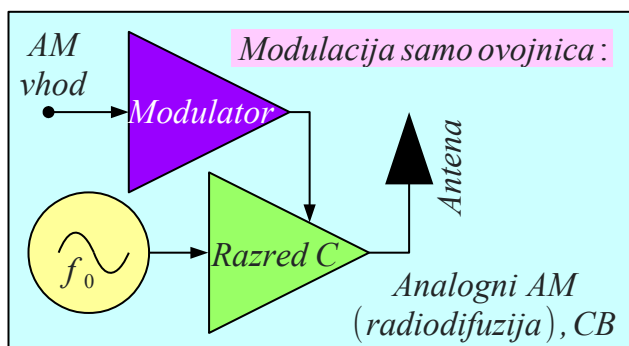 AM
vhod
Modulacija samo ovojnica :
Modulator
Antena
f₀
Razred C
Analogni AM
(radiodifuzija), CB